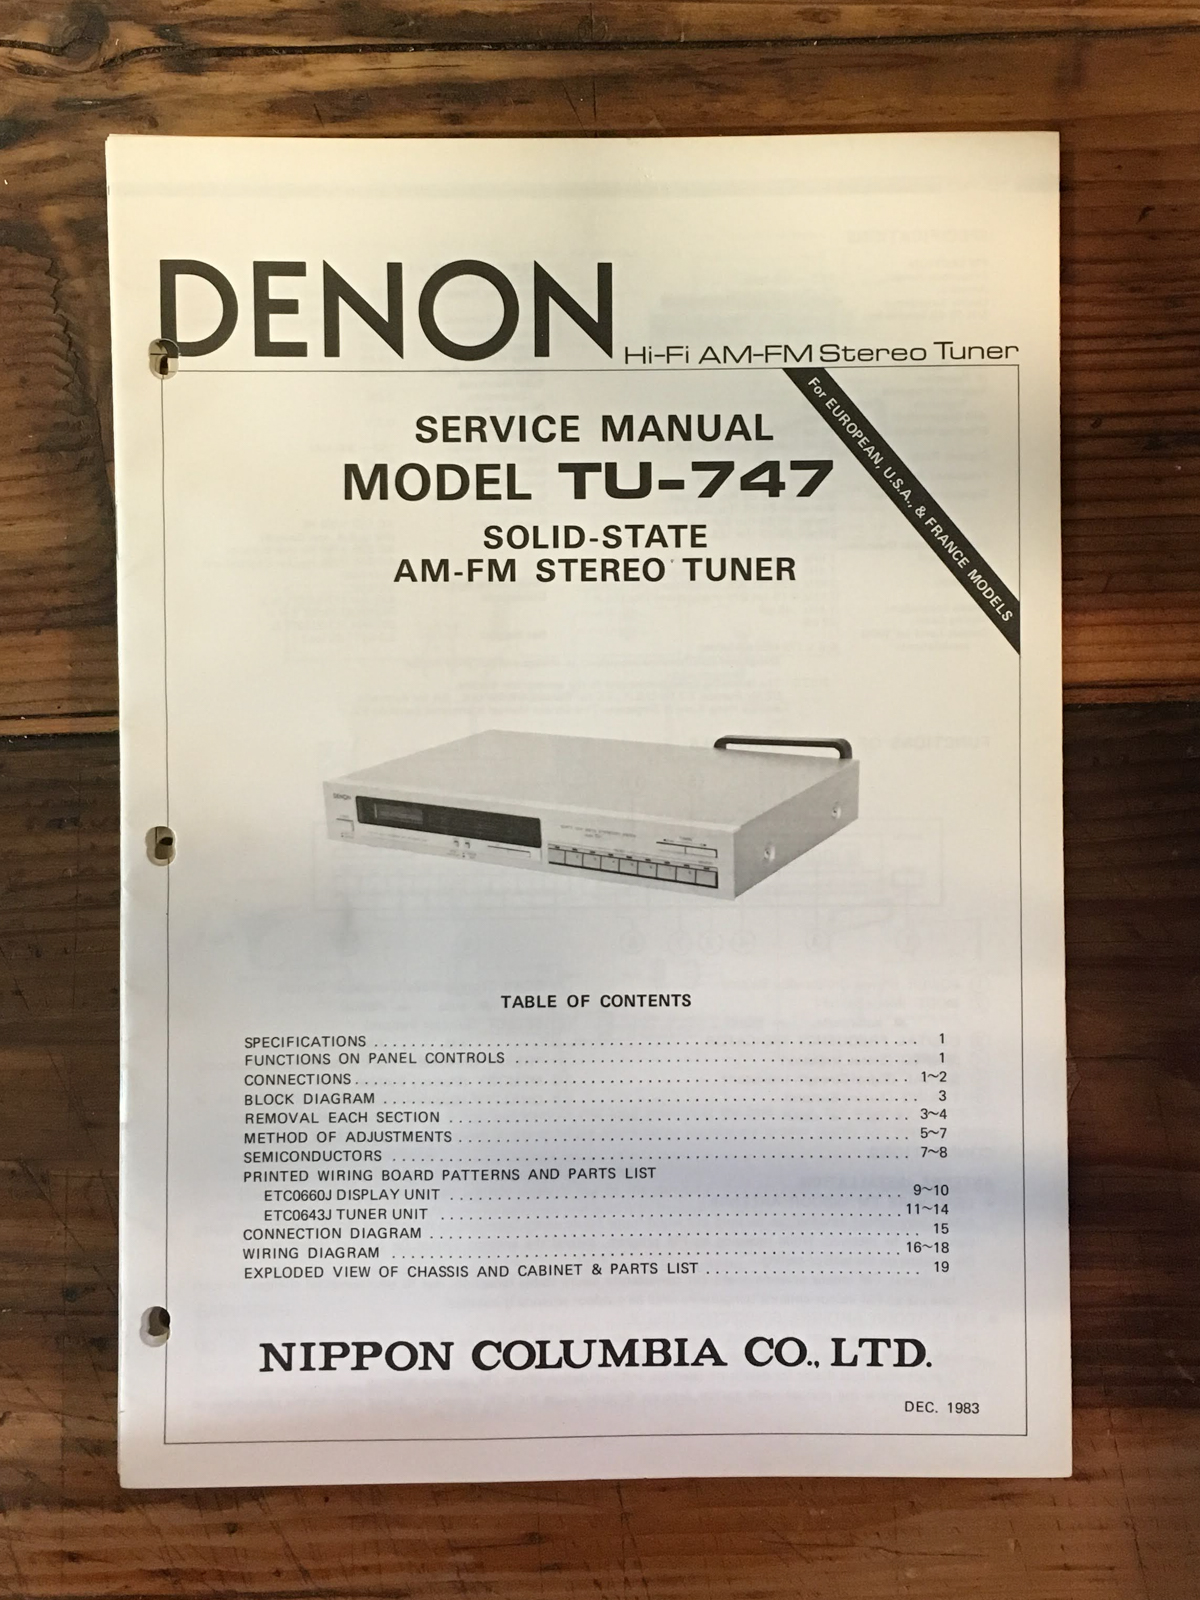 DENON
Hi-Fi AM-FM Stereo Tuner
For EUROPEAN, U.S.A., & FRANCE MODELS
SERVICE MANUAL
MODEL TU-747
SOLID-STATE
AM-FM STEREO TUNER
DENON
TABLE OF CONTENTS
SPECIFICATIONS 1
FUNCTIONS ON PANEL CONTROLS 1
CONNECTIONS 1~2
BLOCK DIAGRAM 3
REMOVAL EACH SECTION 3~4
METHOD OF ADJUSTMENTS 5~7
SEMICONDUCTORS 7~8
PRINTED WIRING BOARD PATTERNS AND PARTS LIST
ETC0660J DISPLAY UNIT 9~10
ETC0643J TUNER UNIT 11~14
CONNECTION DIAGRAM 15
WIRING DIAGRAM 16~18
EXPLODED VIEW OF CHASSIS AND CABINET & PARTS LIST 19
NIPPON COLUMBIA CO., LTD.
DEC. 1983